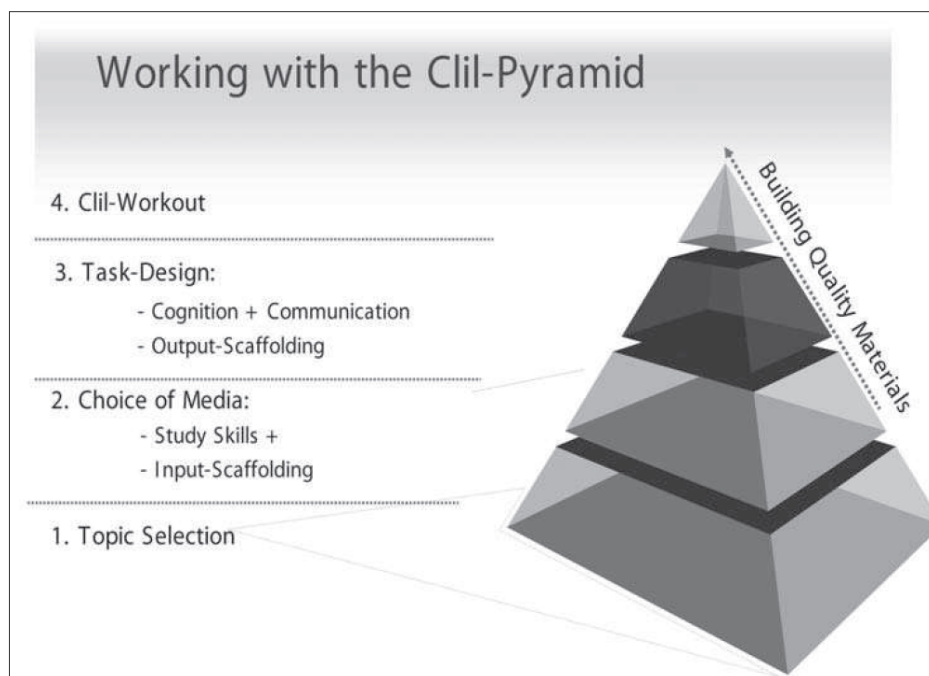 Working with the Clil-Pyramid
4. Clil-Workout
3. Task-Design:
- Cognition + Communication
- Output-Scaffolding
2. Choice of Media:
- Study Skills +
- Input-Scaffolding
1. Topic Selection
Building Quality Materials